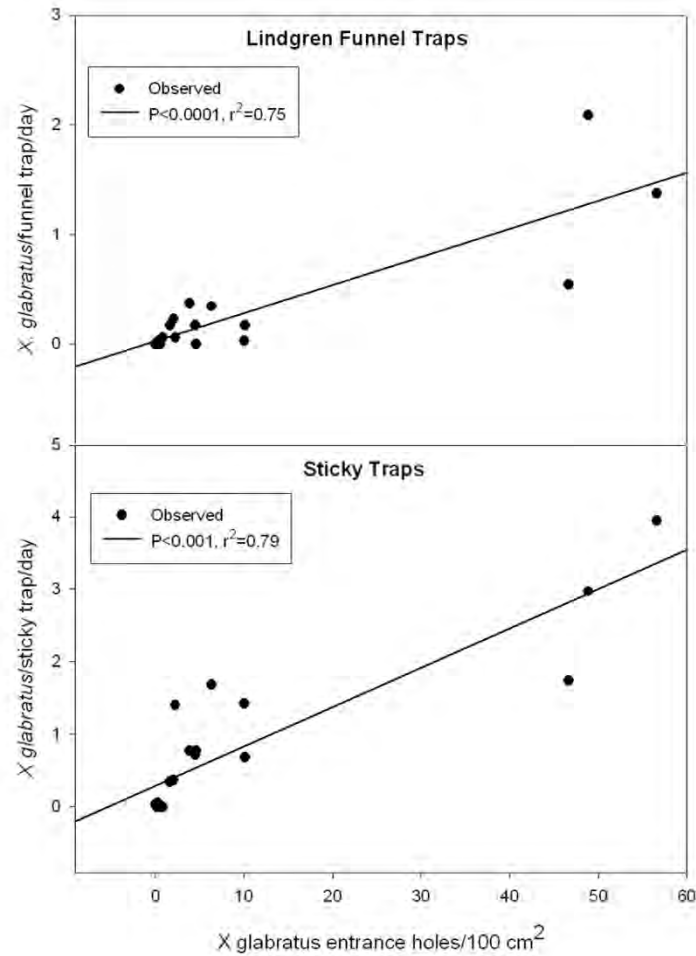 Lindgren Funnel Traps
Observed
P<0.0001, r²=0.75
X. glabratus/funnel trap/day
3
2
1
0
Sticky Traps
Observed
P<0.001, r²=0.79
X glabratus/sticky trap/day
5
4
3
2
1
0
0 10 20 30 40 50 60
X glabratus entrance holes/100 cm²